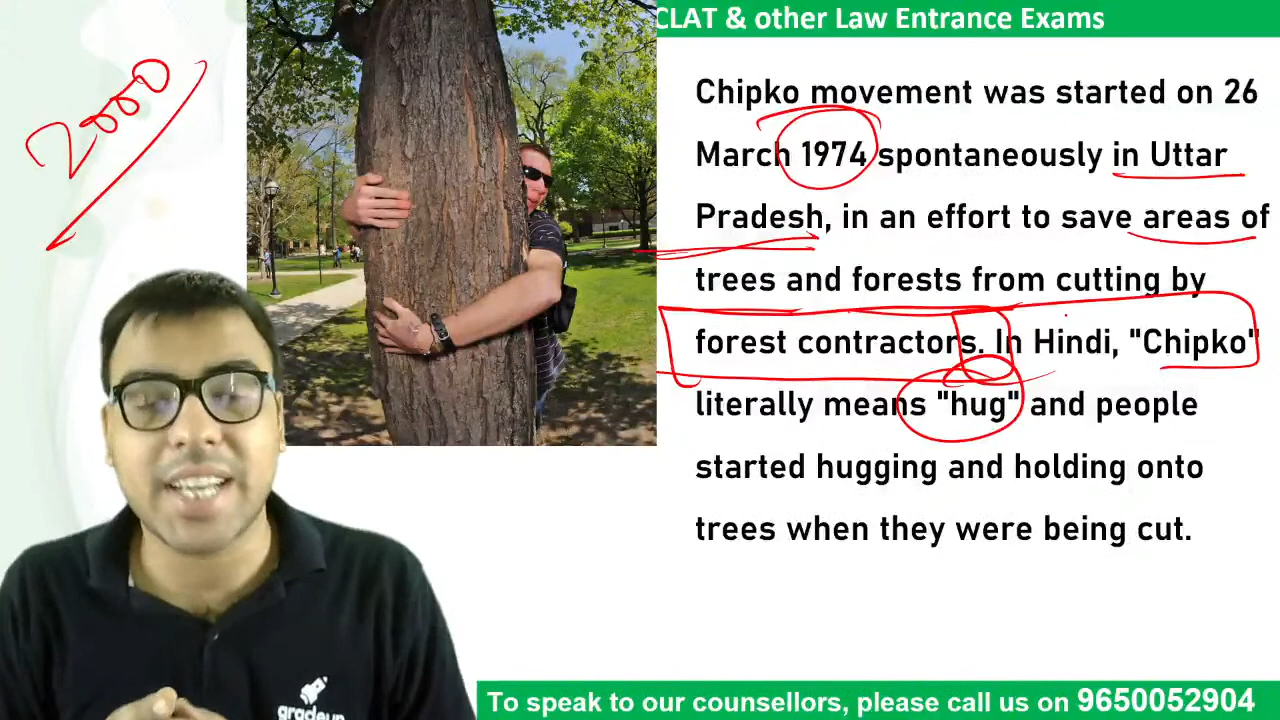 CLAT & other Law Entrance Exams
2000
Chipko movement was started on 26
March 1974 spontaneously in Uttar
Pradesh, in an effort to save areas of
trees and forests from cutting by
forest contractors. In Hindi, "Chipko"
literally means "hug" and people
started hugging and holding onto
trees when they were being cut.
gradeup
To speak to our counsellors, please call us on 9650052904